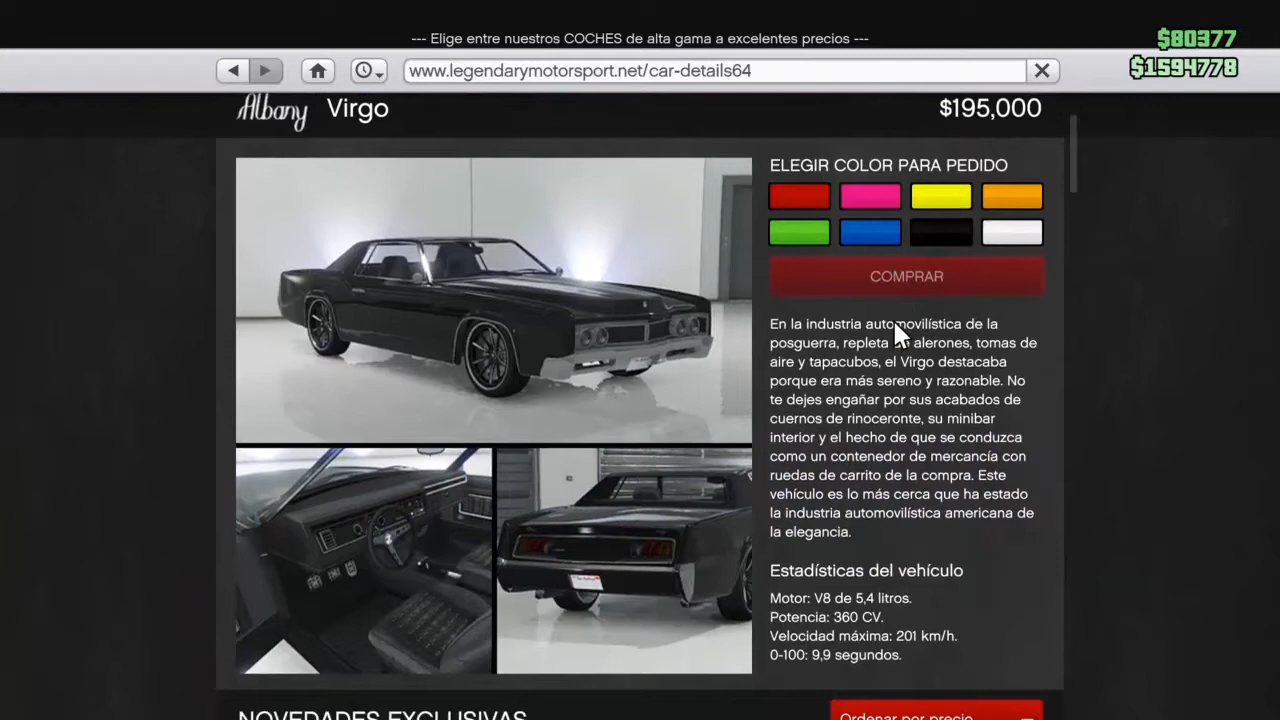 --- Elige entre nuestros COCHES de alta gama a excelentes precios ---
$80377
$1594778
www.legendarymotorsport.net/car-details64
Albany Virgo
$195,000
ELEGIR COLOR PARA PEDIDO
COMPRAR
En la industria automovilística de la
posguerra, repleta alerones, tomas de
aire y tapacubos, el Virgo destacaba
porque era más sereno y razonable. No
te dejes engañar por sus acabados de
cuernos de rinoceronte, su minibar
interior y el hecho de que se conduzca
como un contenedor de mercancía con
ruedas de carrito de la compra. Este
vehículo es lo más cerca que ha estado
la industria automovilística americana de
la elegancia.
Estadísticas del vehículo
Motor: V8 de 5,4 litros.
Potencia: 360 CV.
Velocidad máxima: 201 km/h.
0-100: 9,9 segundos.
NOVEDADES EXCLUSIVAS
Ordenar por precio